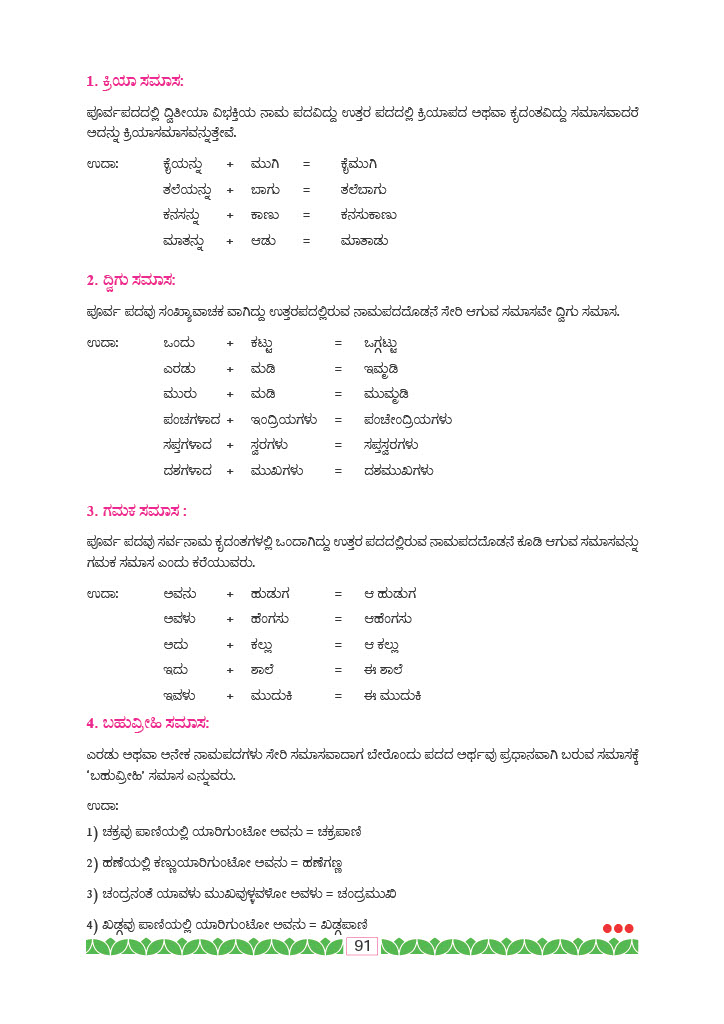 1. ಕ್ರಿಯಾ ಸಮಾಸ:
ಪೂರ್ವಪದದಲ್ಲಿ ದ್ವಿತೀಯಾ ವಿಭಕ್ತಿಯ ನಾಮ ಪದವಿದ್ದು ಉತ್ತರ ಪದದಲ್ಲಿ ಕ್ರಿಯಾಪದ ಅಥವಾ ಕೃದಂತವಿದ್ದು ಸಮಾಸವಾದರೆ
ಅದನ್ನು ಕ್ರಿಯಾಸಮಾಸವನ್ನುತ್ತೇವೆ.
ಉದಾ: ಕೈಯನ್ನು + ಮುಗಿ = ಕೈಮುಗಿ
ತಲೆಯನ್ನು + ಬಾಗು = ತಲೆಬಾಗು
ಕನಸನ್ನು + ಕಾಣು = ಕನಸುಕಾಣು
ಮಾತನ್ನು + ಆಡು = ಮಾತಾಡು
2. ದ್ವಿಗು ಸಮಾಸ:
ಪೂರ್ವ ಪದವು ಸಂಖ್ಯಾವಾಚಕ ವಾಗಿದ್ದು ಉತ್ತರಪದಲ್ಲಿರುವ ನಾಮಪದದೊಡನೆ ಸೇರಿ ಆಗುವ ಸಮಾಸವೇ ದ್ವಿಗು ಸಮಾಸ.
ಉದಾ: ಒಂದು + ಕಟ್ಟು = ಒಗ್ಗಟ್ಟು
ಎರಡು + ಮಡಿ = ಇಮ್ಮಡಿ
ಮುರು + ಮಡಿ = ಮುಮ್ಮಡಿ
ಪಂಚಗಳಾದ + ಇಂದ್ರಿಯಗಳು = ಪಂಚೇಂದ್ರಿಯಗಳು
ಸಪ್ತಗಳಾದ + ಸ್ವರಗಳು = ಸಪ್ತಸ್ವರಗಳು
ದಶಗಳಾದ + ಮುಖಗಳು = ದಶಮುಖಗಳು
3. ಗಮಕ ಸಮಾಸ :
ಪೂರ್ವ ಪದವು ಸರ್ವನಾಮ ಕೃದಂತಗಳಲ್ಲಿ ಒಂದಾಗಿದ್ದು ಉತ್ತರ ಪದದಲ್ಲಿರುವ ನಾಮಪದದೊಡನೆ ಕೂಡಿ ಆಗುವ ಸಮಾಸವನ್ನು
ಗಮಕ ಸಮಾಸ ಎಂದು ಕರೆಯುವರು.
ಉದಾ: ಅವನು + ಹುಡುಗ = ಆ ಹುಡುಗ
ಅವಳು + ಹೆಂಗಸು = ಆಹೆಂಗಸು
ಅದು + ಕಲ್ಲು = ಆ ಕಲ್ಲು
ಇದು + ಶಾಲೆ = ಈ ಶಾಲೆ
ಇವಳು + ಮುದುಕಿ = ಈ ಮುದುಕಿ
4. ಬಹುವ್ರೀಹಿ ಸಮಾಸ:
ಎರಡು ಅಥವಾ ಅನೇಕ ನಾಮಪದಗಳು ಸೇರಿ ಸಮಾಸವಾದಾಗ ಬೇರೊಂದು ಪದದ ಅರ್ಥವು ಪ್ರಧಾನವಾಗಿ ಬರುವ ಸಮಾಸಕ್ಕೆ
‘ಬಹುವ್ರೀಹಿ’ ಸಮಾಸ ಎನ್ನುವರು.
ಉದಾ:
1) ಚಕ್ರವು ಪಾಣಿಯಲ್ಲಿ ಯಾರಿಗುಂಟೋ ಅವನು = ಚಕ್ರಪಾಣಿ
2) ಹಣೆಯಲ್ಲಿ ಕಣ್ಣುಯಾರಿಗುಂಟೋ ಅವನು = ಹಣೆಗಣ್ಣ
3) ಚಂದ್ರನಂತೆ ಯಾವಳು ಮುಖವುಳ್ಳವಳೋ ಅವಳು = ಚಂದ್ರಮುಖಿ
4) ಖಡ್ಗವು ಪಾಣಿಯಲ್ಲಿ ಯಾರಿಗುಂಟೋ ಅವನು = ಖಡ್ಗಪಾಣಿ
91